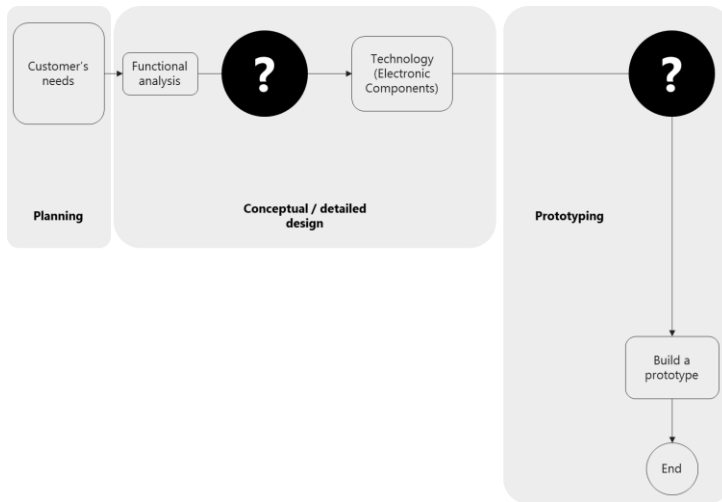 Customer's
needs
Functional
analysis
?
Technology
(Electronic
Components)
?
Planning
Conceptual / detailed
design
Prototyping
Build a
prototype
End